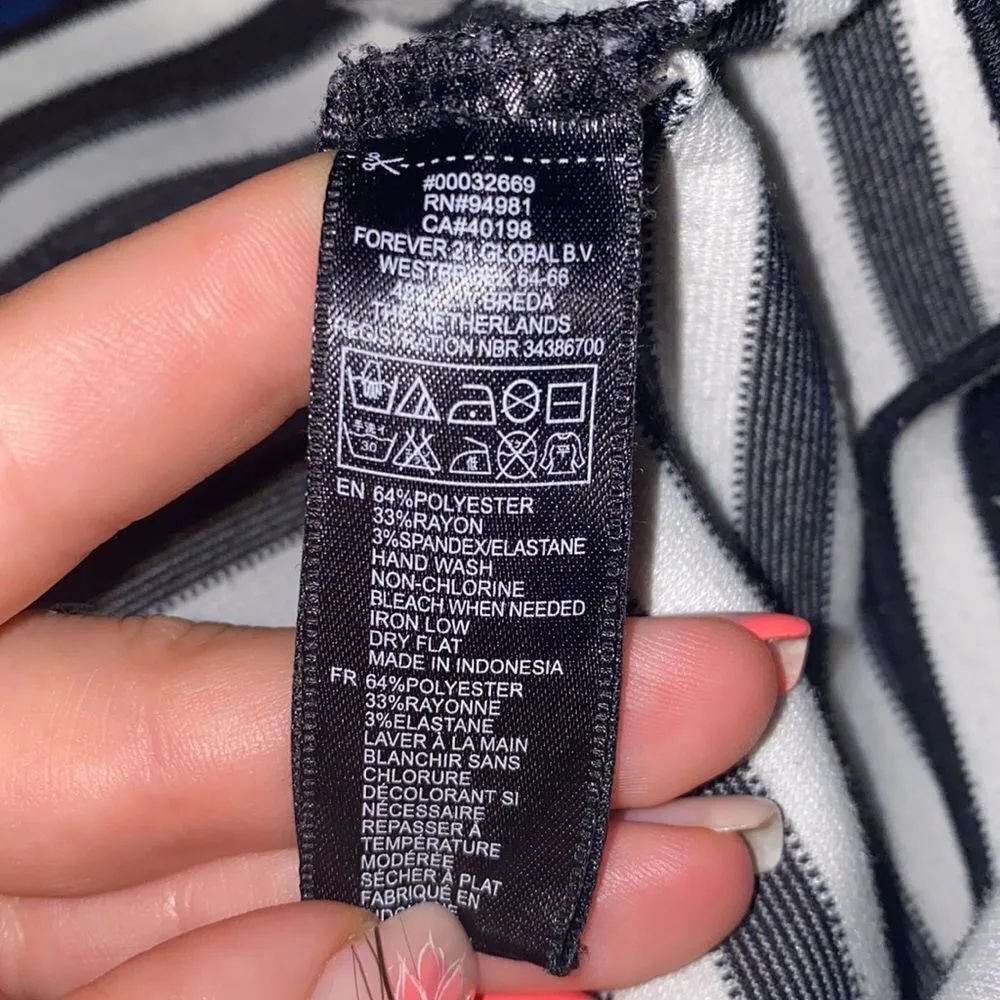 #00032669
RN#94981
CA#40198
FOREVER 21 GLOBAL B.V.
64-66
BREDA
THE NETHERLANDS
REGISTRATION NBR 34386700
30
EN 64%POLYESTER
33%RAYON
3%SPANDEX/ELASTANE
HAND WASH
NON-CHLORINE
BLEACH WHEN NEEDED
IRON LOW
DRY FLAT
MADE IN INDONESIA
FR 64%POLYESTER
33%RAYONNE
3%ELASTANE
LAVER À LA MAIN
BLANCHIR SANS
CHLORURE
DÉCOLORANT SI
NÉCESSAIRE
REPASSER À
TEMPÉRATURE
MODÉRÉE
SÉCHER À PLAT
FABRIQUÉ EN